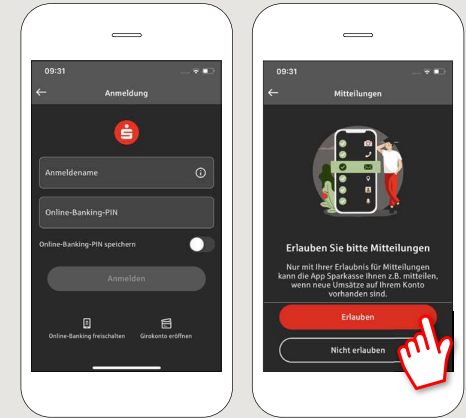 09:31
Anmeldung
Anmeldename
Online-Banking-PIN
Online-Banking-PIN speichern
Anmelden
Online-Banking freischalten
Girokonto eröffnen
09:31
Mitteilungen
Erlauben Sie bitte Mitteilungen
Nur mit Ihrer Erlaubnis für Mitteilungen
kann die App Sparkasse Ihnen z.B. mitteilen,
wenn neue Umsätze auf Ihrem Konto
vorhanden sind.
Erlauben
Nicht erlauben